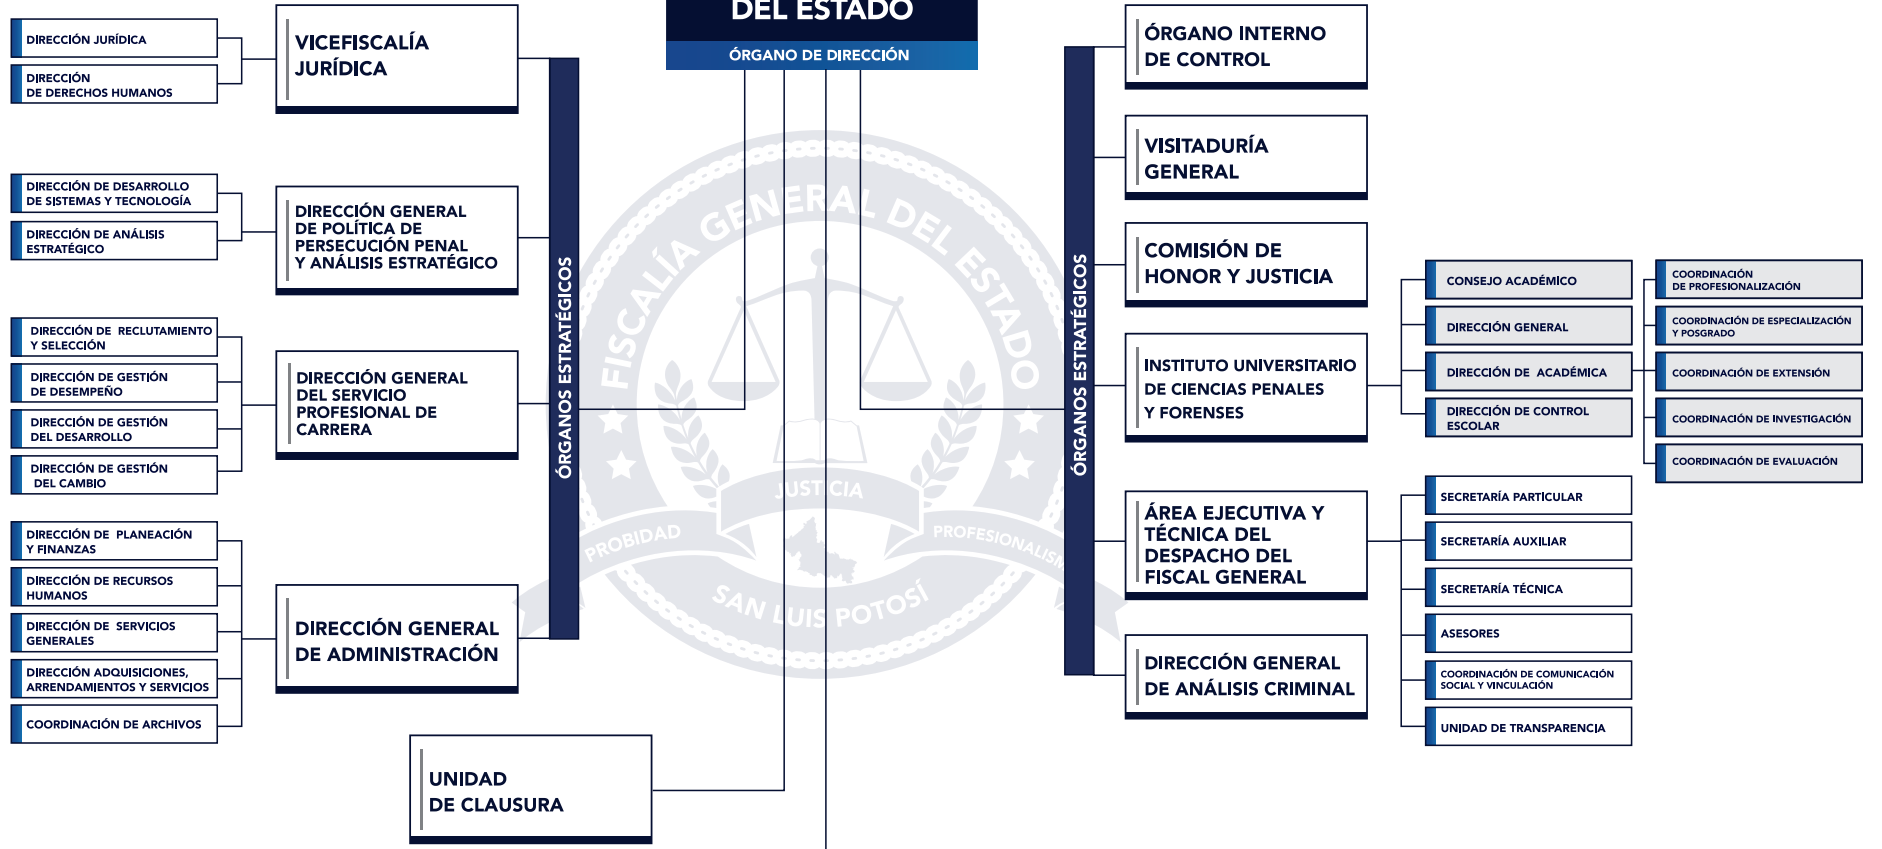 DEL ESTADO
ÓRGANO DE DIRECCIÓN
DIRECCIÓN JURÍDICA
DIRECCIÓN
DE DERECHOS HUMANOS
VICEFISCALÍA
JURÍDICA
DIRECCIÓN DE DESARROLLO
DE SISTEMAS Y TECNOLOGÍA
DIRECCIÓN DE ANÁLISIS
ESTRATÉGICO
DIRECCIÓN GENERAL
DE POLÍTICA DE
PERSECUCIÓN PENAL
Y ANÁLISIS ESTRATÉGICO
DIRECCIÓN DE RECLUTAMIENTO
Y SELECCIÓN
DIRECCIÓN DE GESTIÓN
DE DESEMPEÑO
DIRECCIÓN DE GESTIÓN
DEL DESARROLLO
DIRECCIÓN DE GESTIÓN
DEL CAMBIO
DIRECCIÓN GENERAL
DEL SERVICIO
PROFESIONAL DE
CARRERA
DIRECCIÓN DE PLANEACIÓN
Y FINANZAS
DIRECCIÓN DE RECURSOS
HUMANOS
DIRECCIÓN DE SERVICIOS
GENERALES
DIRECCIÓN ADQUISICIONES,
ARRENDAMIENTOS Y SERVICIOS
COORDINACIÓN DE ARCHIVOS
DIRECCIÓN GENERAL
DE ADMINISTRACIÓN
ÓRGANOS ESTRATÉGICOS
UNIDAD
DE CLAUSURA
FISCALÍA GENERAL DEL ESTADO
JUSTICIA
PROBIDAD
PROFESIONALISM
SAN LUIS POTOSÍ
ÓRGANOS ESTRATÉGICOS
ÓRGANO INTERNO
DE CONTROL
VISITADURÍA
GENERAL
COMISIÓN DE
HONOR Y JUSTICIA
INSTITUTO UNIVERSITARIO
DE CIENCIAS PENALES
Y FORENSES
CONSEJO ACADÉMICO
DIRECCIÓN GENERAL
DIRECCIÓN DE ACADÉMICA
DIRECCIÓN DE CONTROL
ESCOLAR
COORDINACIÓN
DE PROFESIONALIZACIÓN
COORDINACIÓN DE ESPECIALIZACIÓN
Y POSGRADO
COORDINACIÓN DE EXTENSIÓN
COORDINACIÓN DE INVESTIGACIÓN
COORDINACIÓN DE EVALUACIÓN
ÁREA EJECUTIVA Y
TÉCNICA DEL
DESPACHO DEL
FISCAL GENERAL
SECRETARÍA PARTICULAR
SECRETARÍA AUXILIAR
SECRETARÍA TÉCNICA
ASESORES
COORDINACIÓN DE COMUNICACIÓN
SOCIAL Y VINCULACIÓN
UNIDAD DE TRANSPARENCIA
DIRECCIÓN GENERAL
DE ANÁLISIS CRIMINAL